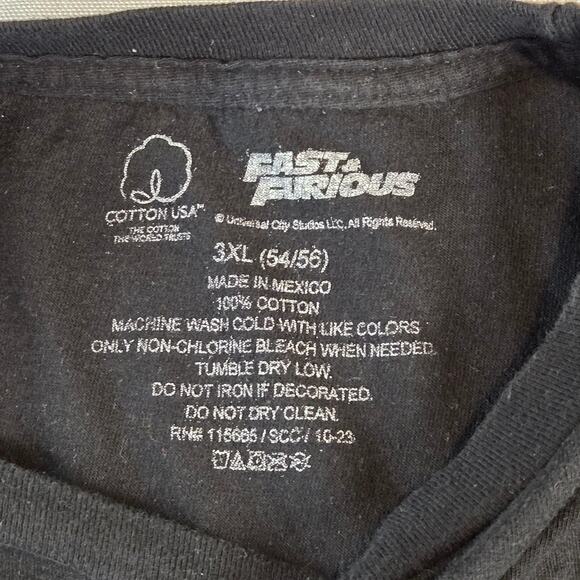 COTTON USA™
THE COTTON
THE WORLD TRUSTS
FAST &
FURIOUS
© Universal City Studios LLC, All Rights Reserved.
3XL (54/56)
MADE IN MEXICO
100% COTTON
MACHINE WASH COLD WITH LIKE COLORS
ONLY NON-CHLORINE BLEACH WHEN NEEDED.
TUMBLE DRY LOW.
DO NOT IRON IF DECORATED.
DO NOT DRY CLEAN.
RN# 115665 / SCC / 10-23